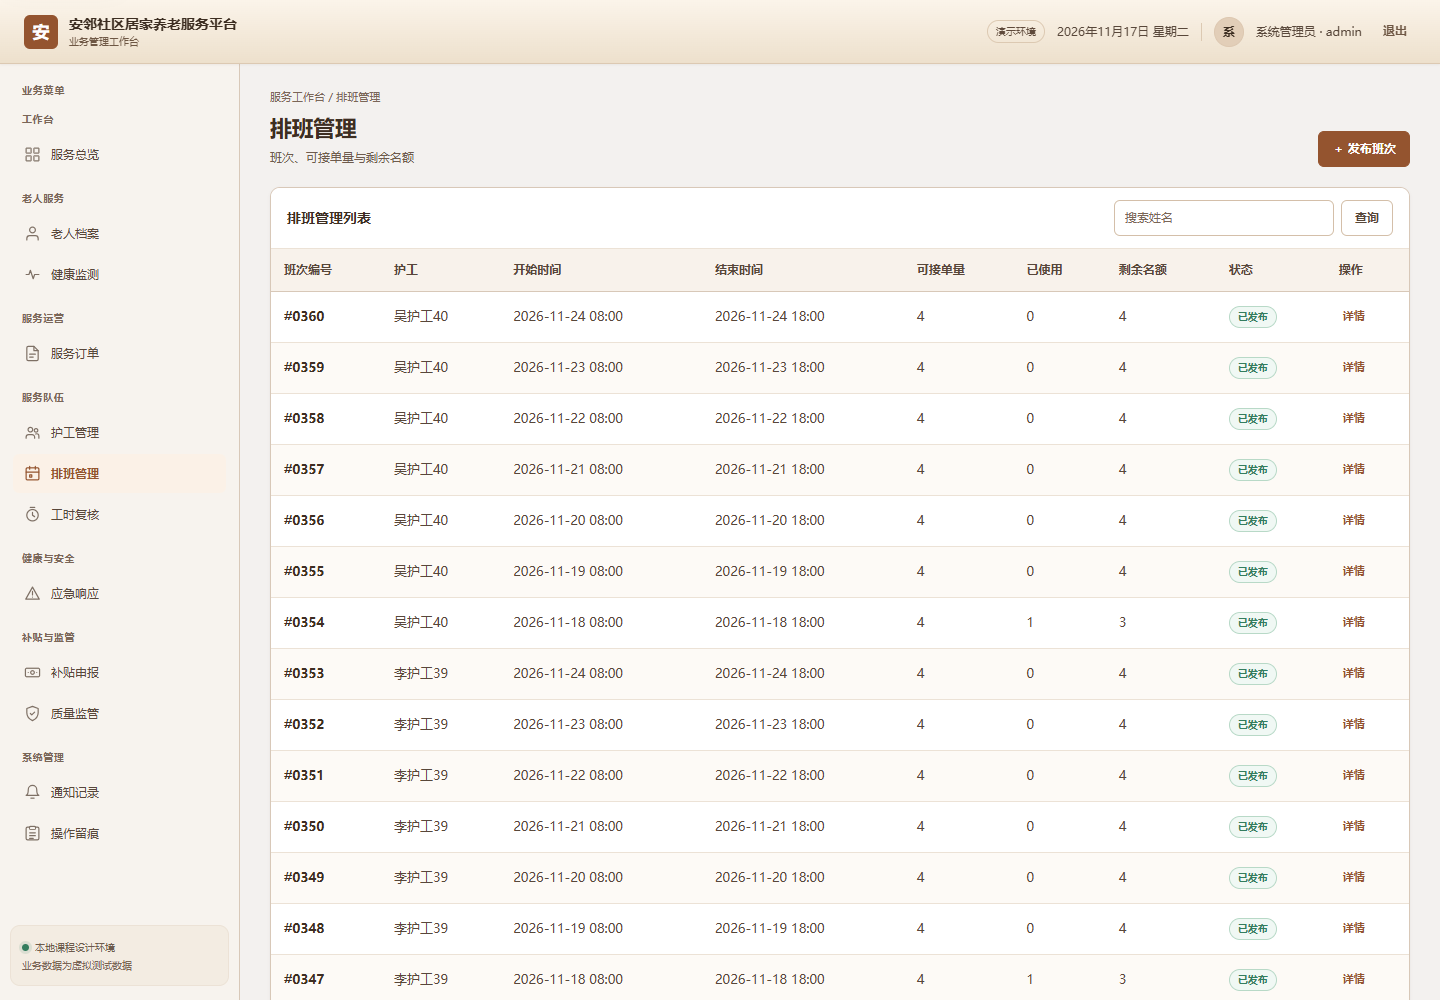 安
安邻社区居家养老服务平台
业务管理工作台
演示环境
2026年11月17日 星期二
系
系统管理员 · admin
退出
业务菜单
工作台
服务总览
老人服务
老人档案
健康监测
服务运营
服务订单
服务队伍
护工管理
排班管理
工时复核
健康与安全
应急响应
补贴与监管
补贴申报
质量监管
系统管理
通知记录
操作留痕
本地课程设计环境
业务数据为虚拟测试数据
服务工作台 / 排班管理
排班管理
班次、可接单量与剩余名额
+ 发布班次
排班管理列表
搜索姓名
查询
班次编号 护工 开始时间 结束时间 可接单量 已使用 剩余名额 状态 操作
#0360 吴护工40 2026-11-24 08:00 2026-11-24 18:00 4 0 4 已发布 详情
#0359 吴护工40 2026-11-23 08:00 2026-11-23 18:00 4 0 4 已发布 详情
#0358 吴护工40 2026-11-22 08:00 2026-11-22 18:00 4 0 4 已发布 详情
#0357 吴护工40 2026-11-21 08:00 2026-11-21 18:00 4 0 4 已发布 详情
#0356 吴护工40 2026-11-20 08:00 2026-11-20 18:00 4 0 4 已发布 详情
#0355 吴护工40 2026-11-19 08:00 2026-11-19 18:00 4 0 4 已发布 详情
#0354 吴护工40 2026-11-18 08:00 2026-11-18 18:00 4 1 3 已发布 详情
#0353 李护工39 2026-11-24 08:00 2026-11-24 18:00 4 0 4 已发布 详情
#0352 李护工39 2026-11-23 08:00 2026-11-23 18:00 4 0 4 已发布 详情
#0351 李护工39 2026-11-22 08:00 2026-11-22 18:00 4 0 4 已发布 详情
#0350 李护工39 2026-11-21 08:00 2026-11-21 18:00 4 0 4 已发布 详情
#0349 李护工39 2026-11-20 08:00 2026-11-20 18:00 4 0 4 已发布 详情
#0348 李护工39 2026-11-19 08:00 2026-11-19 18:00 4 0 4 已发布 详情
#0347 李护工39 2026-11-18 08:00 2026-11-18 18:00 4 1 3 已发布 详情